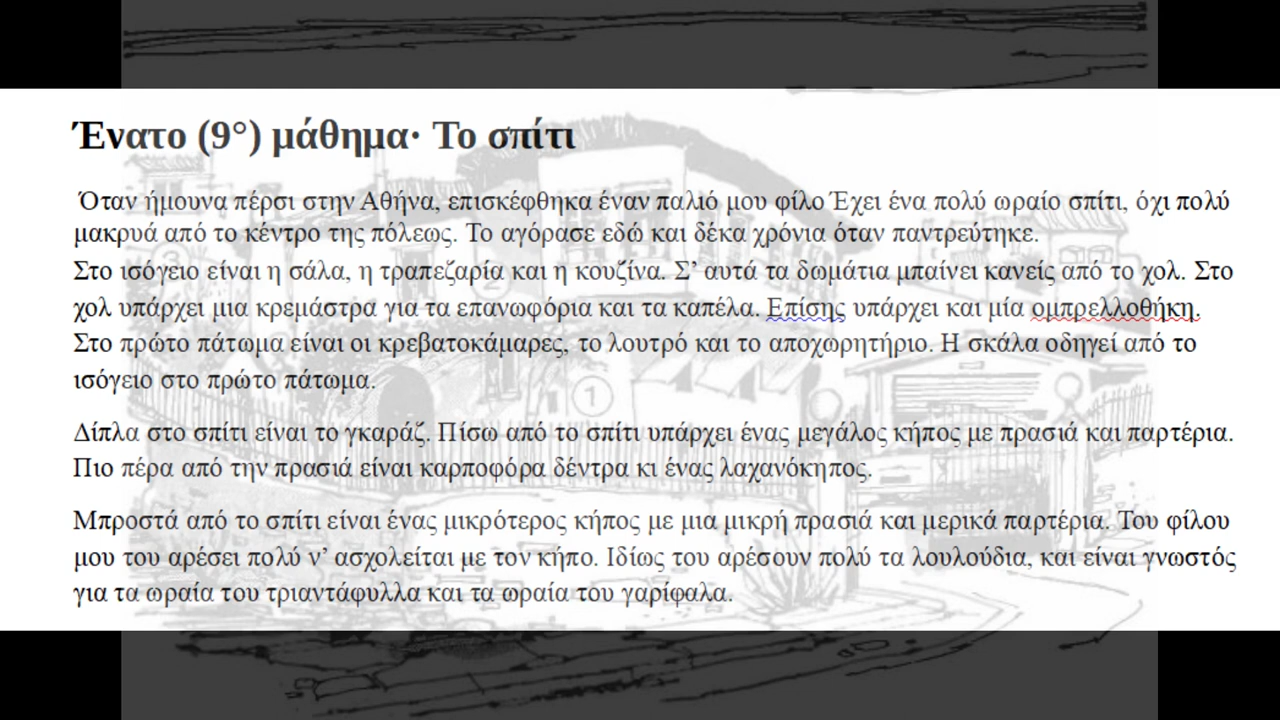 Ένατο (9°) μάθημα· Το σπίτι
Όταν ήμουνα πέρσι στην Αθήνα, επισκέφθηκα έναν παλιό μου φίλο Έχει ένα πολύ ωραίο σπίτι, όχι πολύ
μακρυά από το κέντρο της πόλεως. Το αγόρασε εδώ και δέκα χρόνια όταν παντρεύτηκε.
Στο ισόγειο είναι η σάλα, η τραπεζαρία και η κουζίνα. Σ’ αυτά τα δωμάτια μπαίνει κανείς από το χολ. Στο
χολ υπάρχει μια κρεμάστρα για τα επανωφόρια και τα καπέλα. Επίσης υπάρχει και μία ομπρελλοθήκη.
Στο πρώτο πάτωμα είναι οι κρεβατοκάμαρες, το λουτρό και το αποχωρητήριο. Η σκάλα οδηγεί από το
ισόγειο στο πρώτο πάτωμα.
Δίπλα στο σπίτι είναι το γκαράζ. Πίσω από το σπίτι υπάρχει ένας μεγάλος κήπος με πρασιά και παρτέρια.
Πιο πέρα από την πρασιά είναι καρποφόρα δέντρα κι ένας λαχανόκηπος.
Μπροστά από το σπίτι είναι ένας μικρότερος κήπος με μια μικρή πρασιά και μερικά παρτέρια. Του φίλου
μου του αρέσει πολύ ν’ ασχολείται με τον κήπο. Ιδίως του αρέσουν πολύ τα λουλούδια, και είναι γνωστός
για τα ωραία του τριαντάφυλλα και τα ωραία του γαρίφαλα.
3
2
1